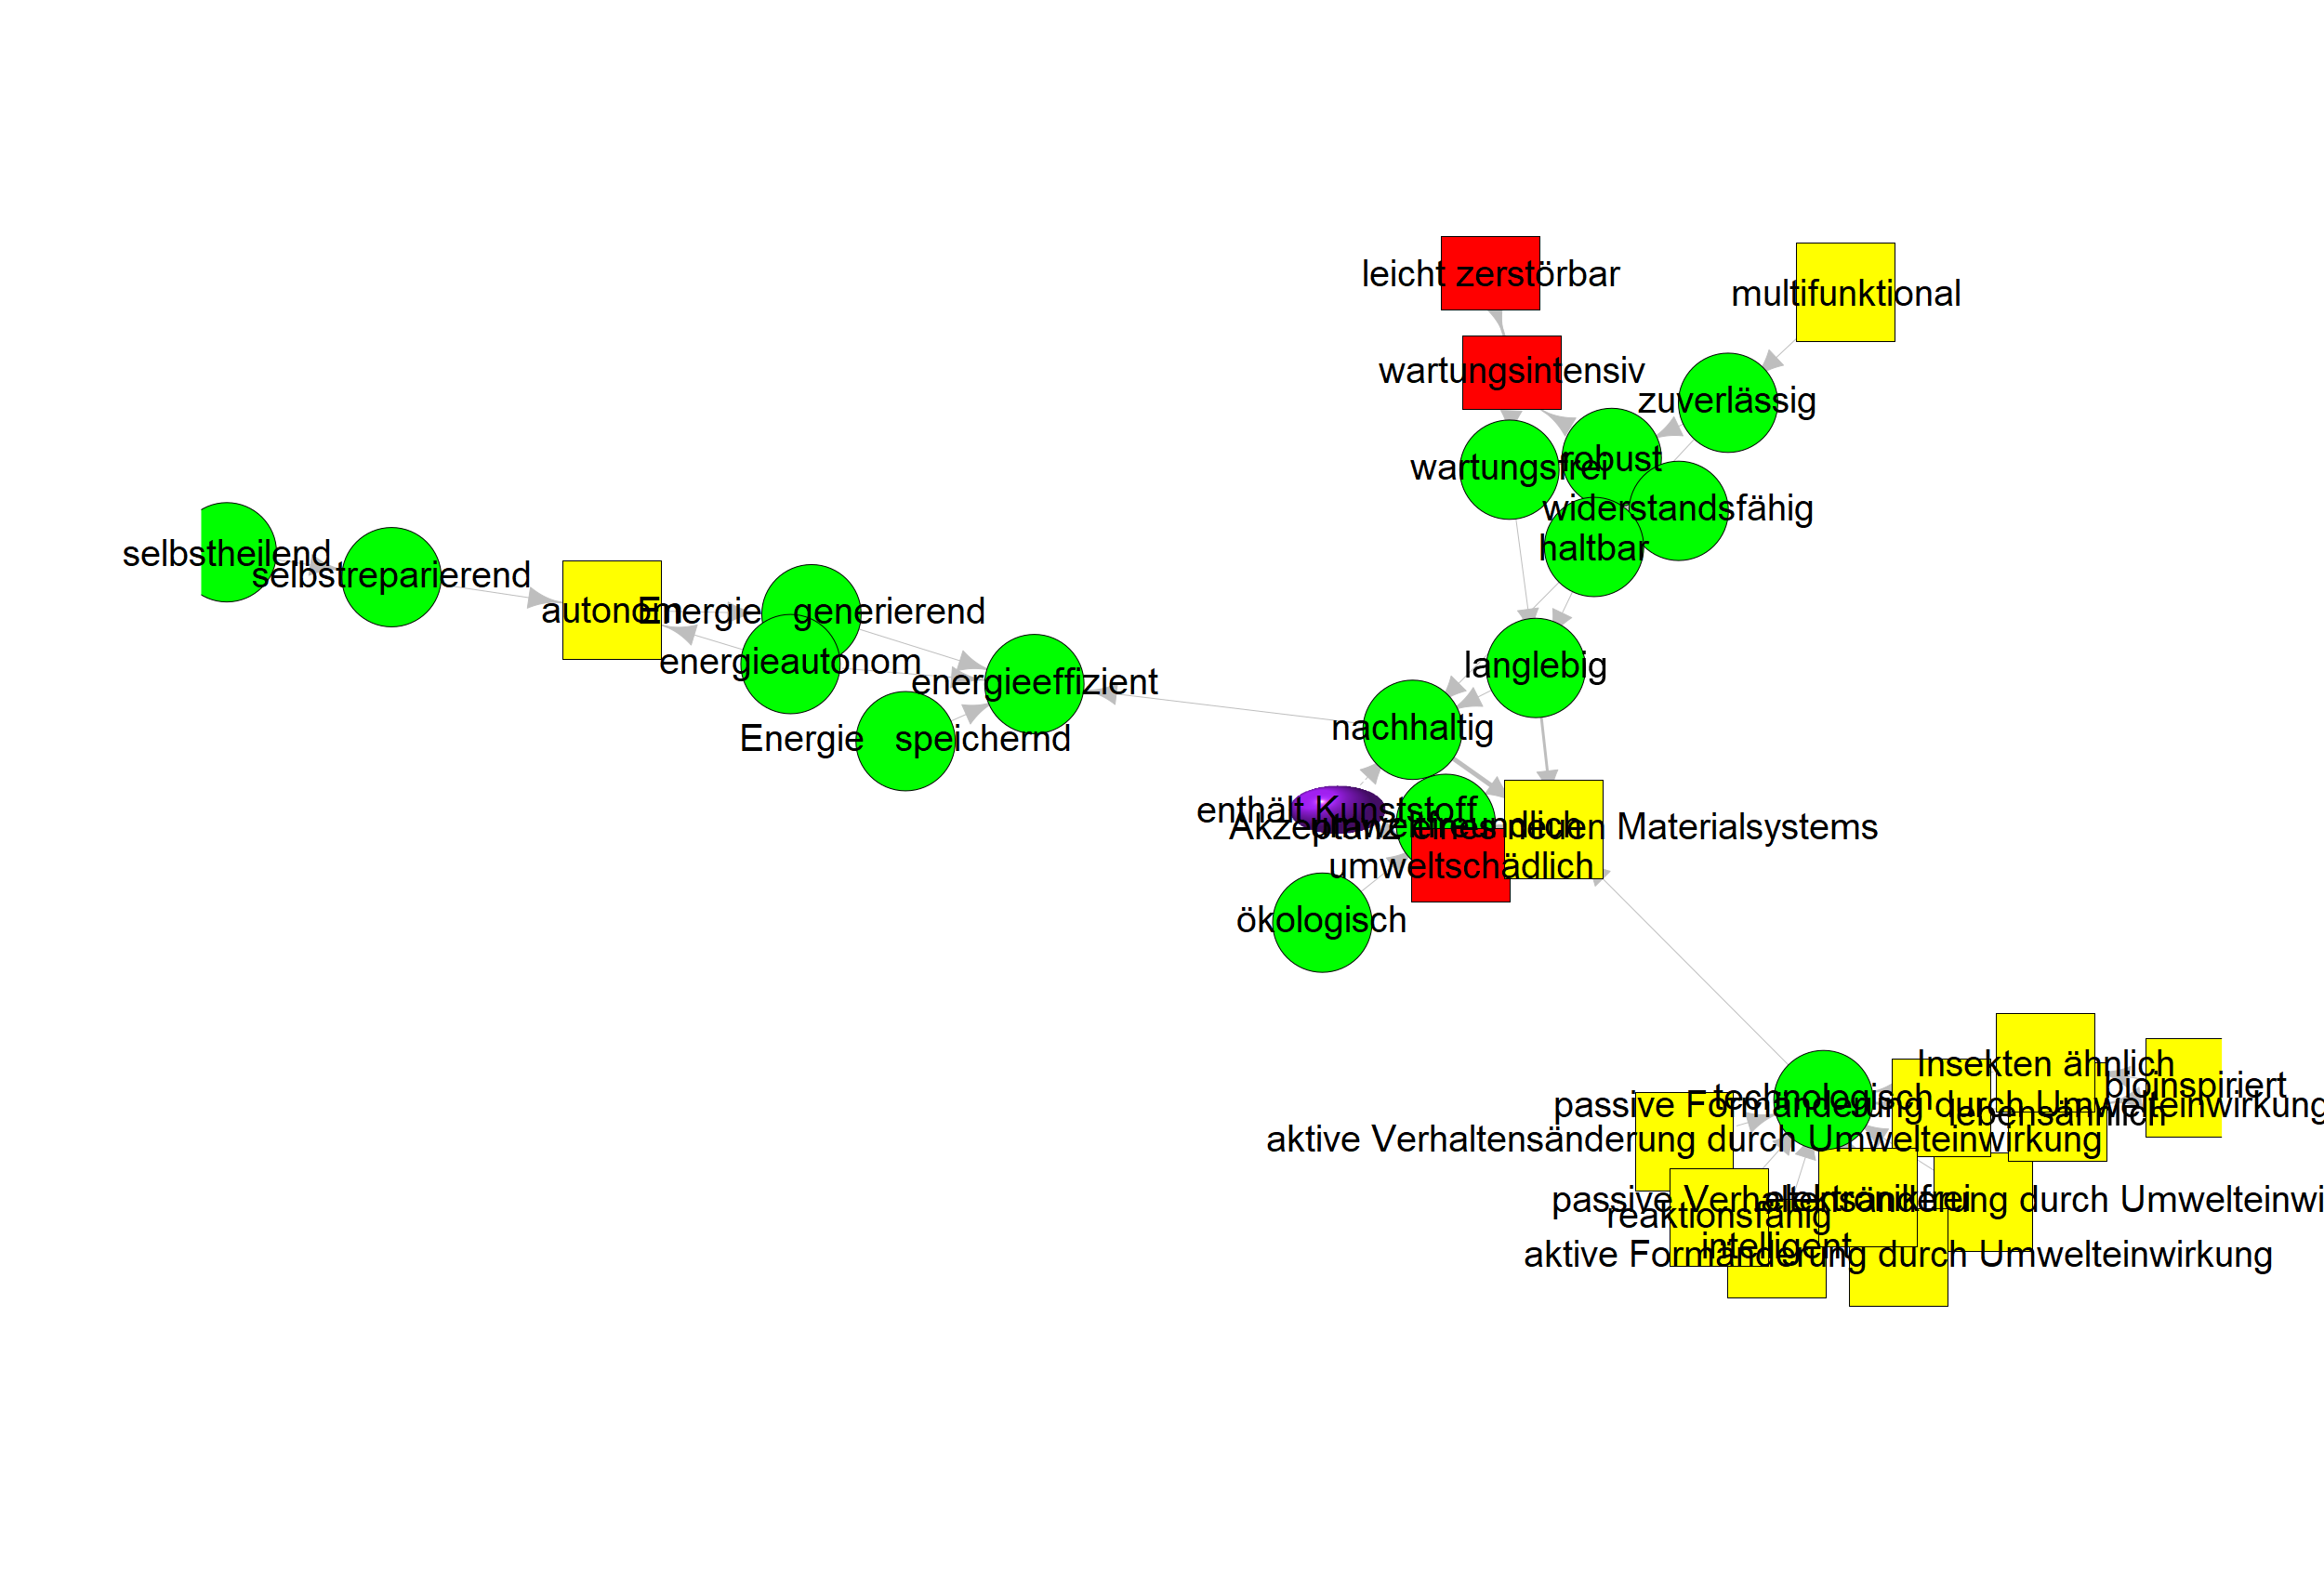 leicht zerstörbar
multifunktional
wartungsintensiv
zuverlässig
wartungsfrei
robust
widerstandsfähig
haltbar
selbstheilend
selbstreparierend
autonom
Energie generierend
energieautonom
energieeffizient
langlebig
nachhaltig
Energie speichernd
enthält Kunststoff
umweltfreundlich
Akzeptanz eines neuen Materialsystems
umweltschädlich
ökologisch
Insekten ähnlich
bioinspiriert
technologisch
passive Formänderung durch Umwelteinwirkung
lebensähnlich
aktive Verhaltensänderung durch Umwelteinwirkung
elektronikfrei
passive Verhaltensänderung durch Umwelteinwi
reaktionsfähig
intelligent
aktive Formänderung durch Umwelteinwirkung